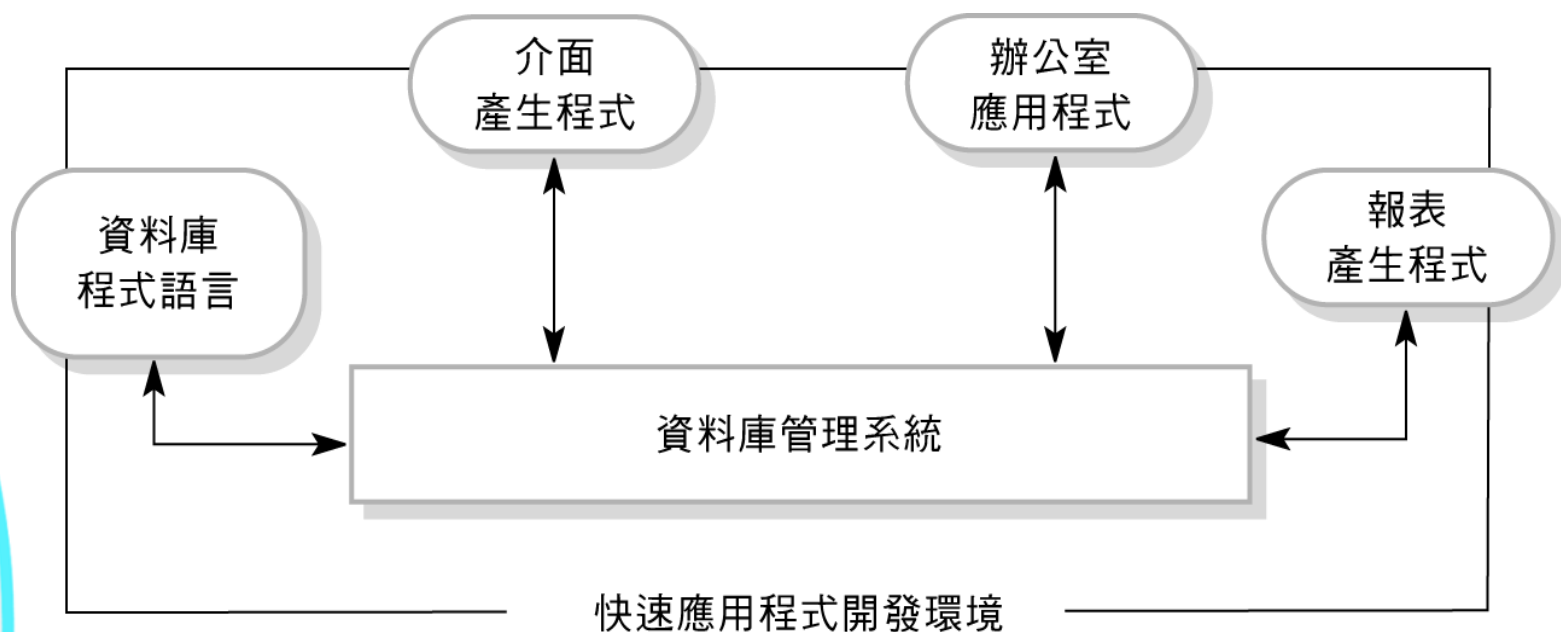 介面
產生程式
辦公室
應用程式
資料庫
程式語言
報表
產生程式
資料庫管理系統
快速應用程式開發環境